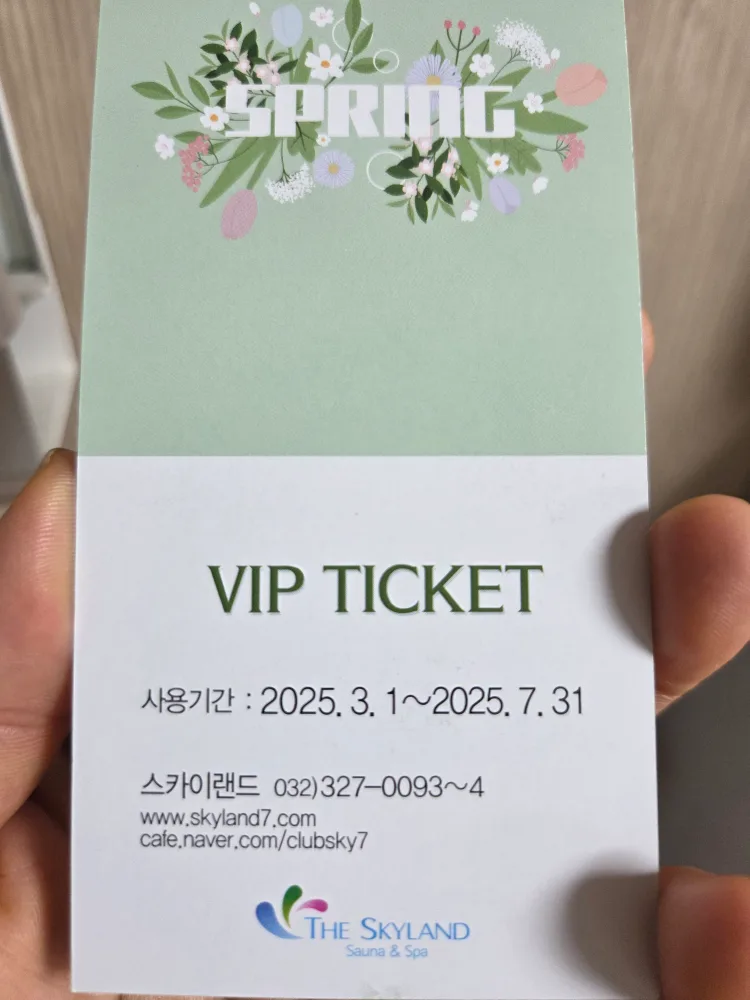 SPRING
VIP TICKET
사용기간 : 2025. 3. 1~2025. 7. 31
스카이랜드 032)327-0093~4
www.skyland7.com
cafe.naver.com/clubsky7
THE SKYLAND
Sauna & Spa